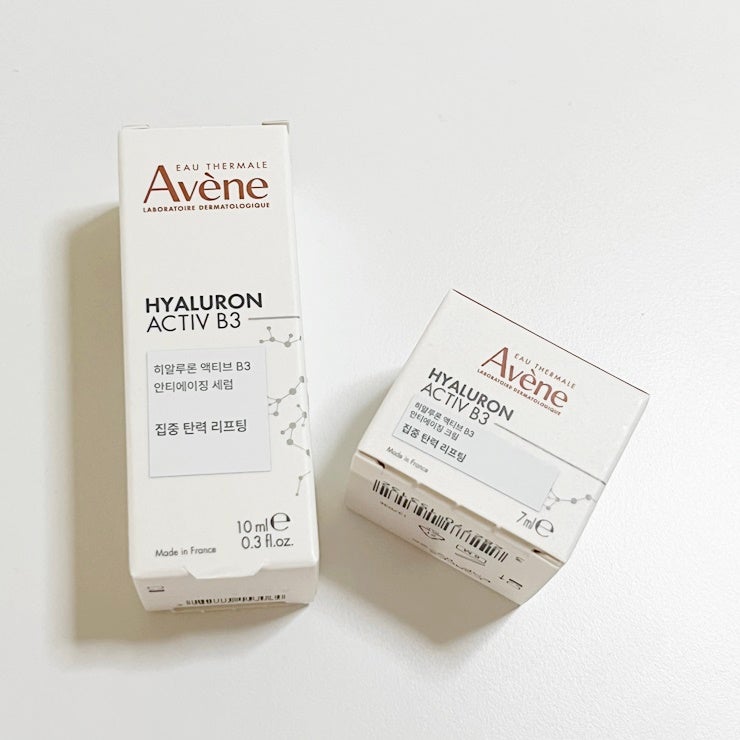 EAU THERMALE
Avène
LABORATOIRE DERMATOLOGIQUE
HYALURON
ACTIV B3
히알루론 액티브 B3
안티에이징 세럼
집중 탄력 리프팅
10 ml e
0.3 fl.oz.
Made in France
EAU THERMALE
Avène
LABORATOIRE DERMATOLOGIQUE
HYALURON
ACTIV B3
히알루론 액티브 B3
안티에이징 크림
집중 탄력 리프팅
Made in France
7 ml e